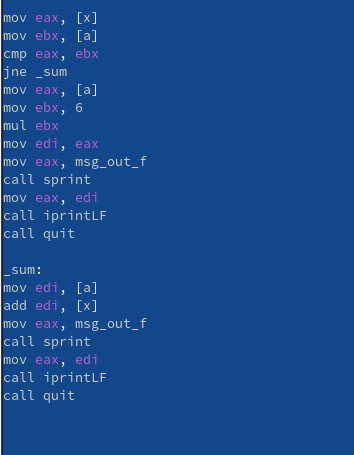 mov eax, [x]
mov ebx, [a]
cmp eax, ebx
jne _sum
mov eax, [a]
mov ebx, 6
mul ebx
mov edi, eax
mov eax, msg_out_f
call sprint
mov eax, edi
call iprintLF
call quit

_sum:
mov edi, [a]
add edi, [x]
mov eax, msg_out_f
call sprint
mov eax, edi
call iprintLF
call quit